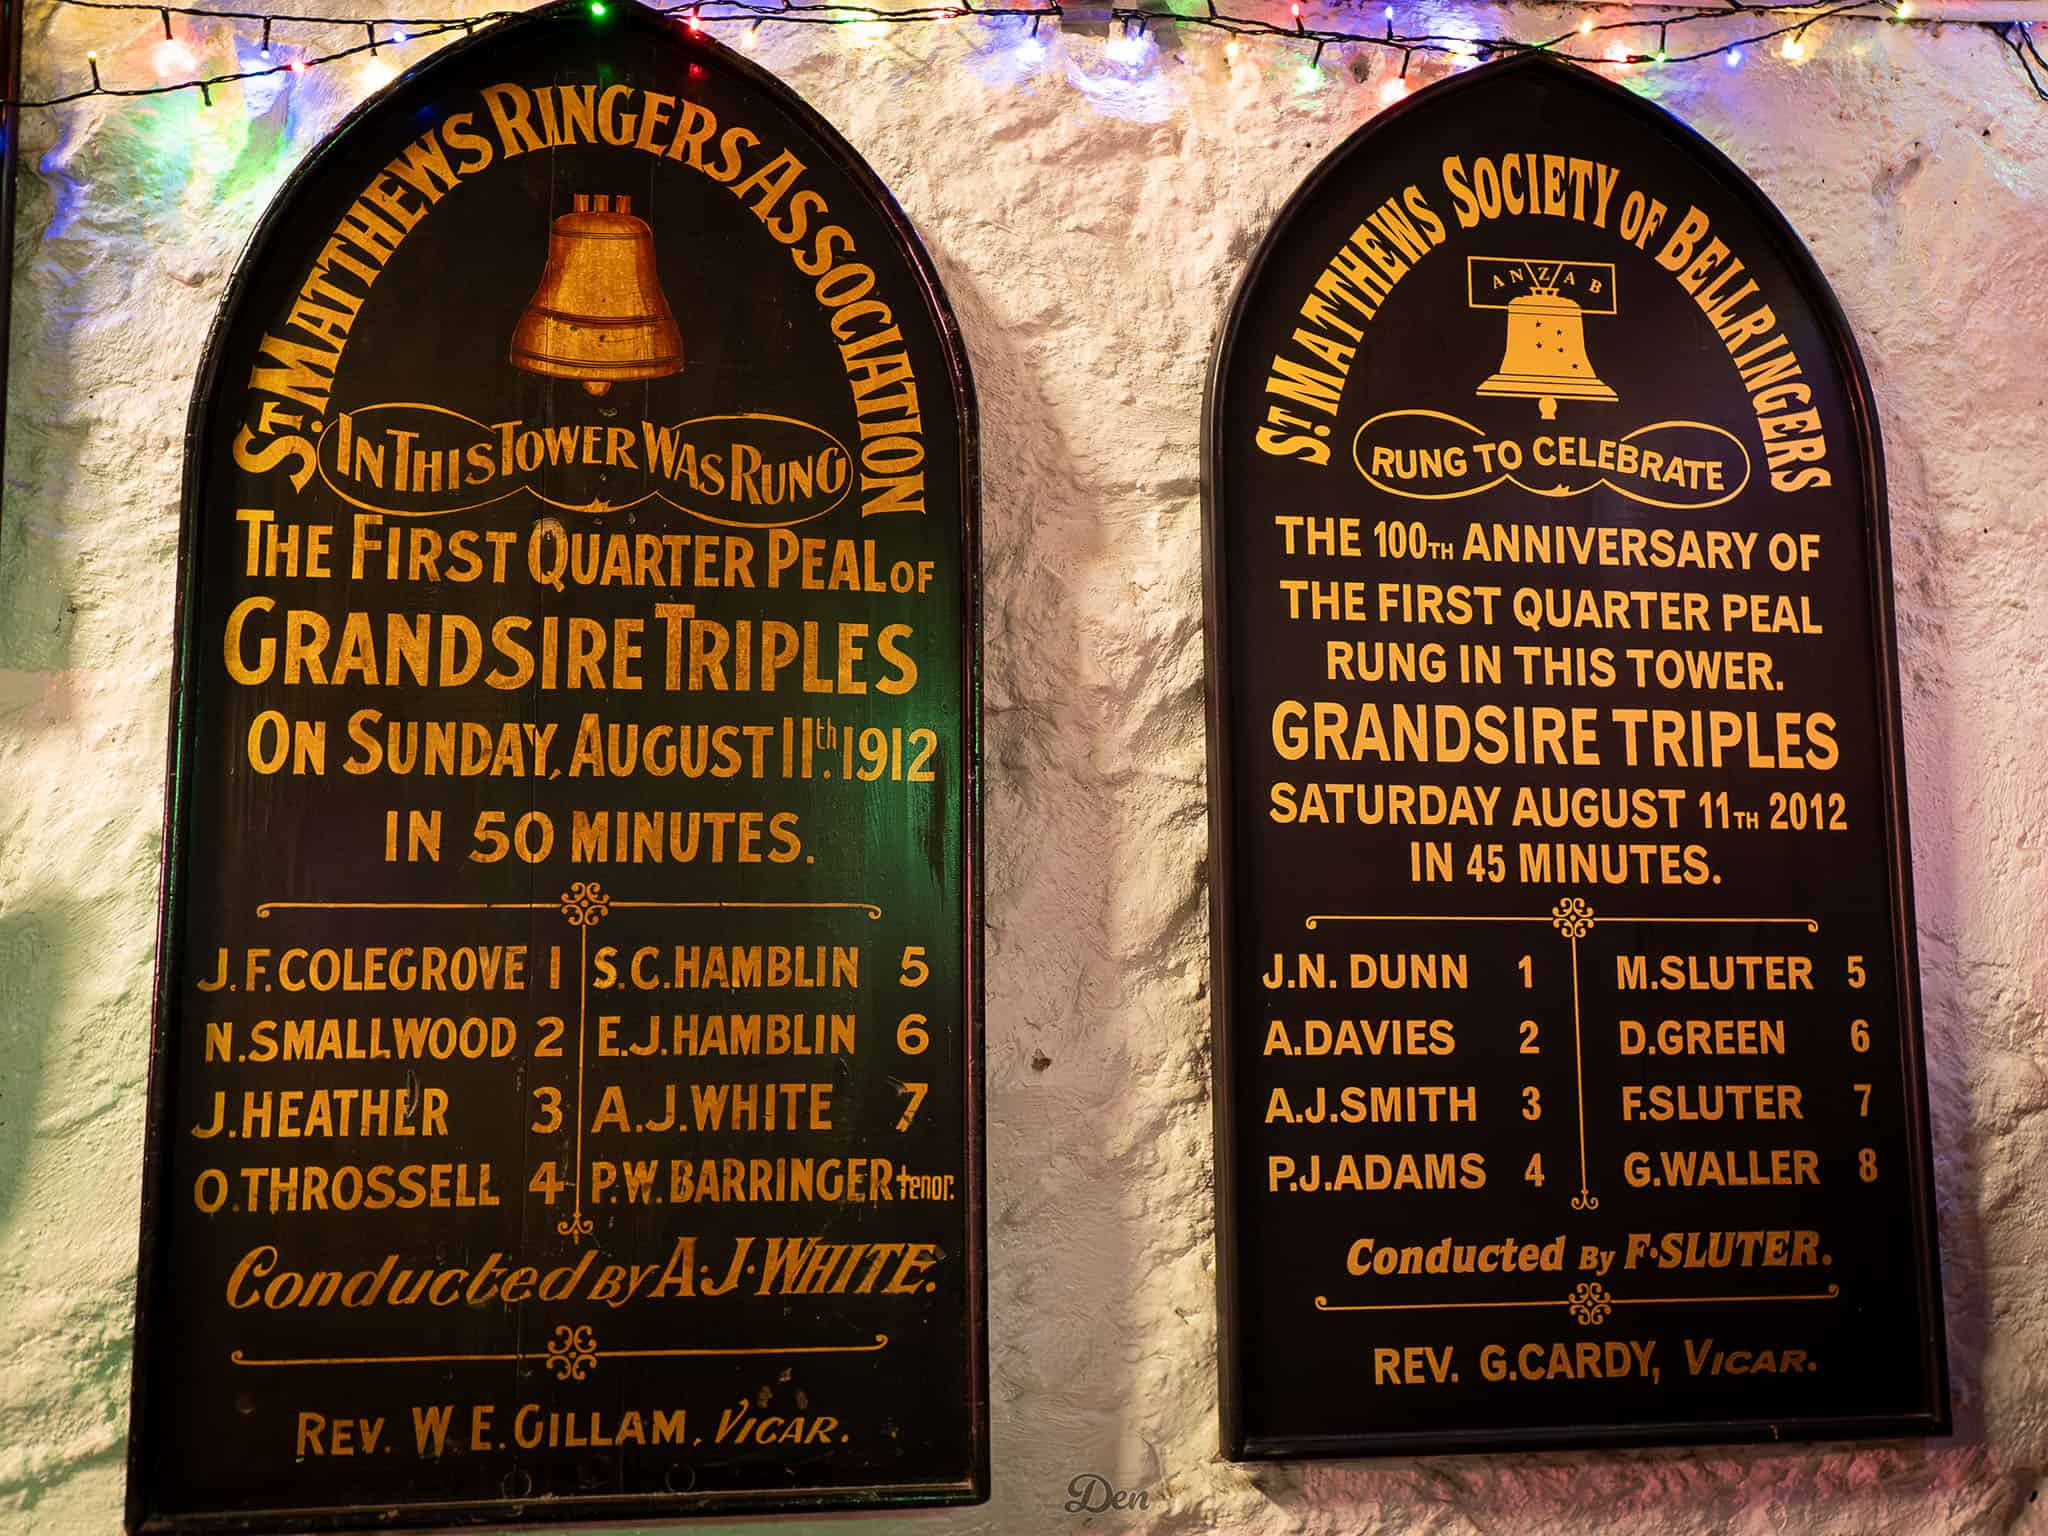 ST. MATTHEWS RINGERS ASSOCIATION
IN THIS TOWER WAS RUNG
THE FIRST QUARTER PEAL OF
GRANDSIRE TRIPLES
ON SUNDAY, AUGUST 11th. 1912
IN 50 MINUTES.
J.F.COLEGROVE 1
N.SMALLWOOD 2
J.HEATHER 3
O.THROSSELL 4
S.C.HAMBLIN 5
E.J.HAMBLIN 6
A.J.WHITE 7
P.W.BARRINGER tenor.
Conducted BY A.J.WHITE.
REV. W E.GILLAM, VICAR.
ST. MATTHEWS SOCIETY OF BELLRINGERS
ANZAB
RUNG TO CELEBRATE
THE 100TH ANNIVERSARY OF
THE FIRST QUARTER PEAL
RUNG IN THIS TOWER.
GRANDSIRE TRIPLES
SATURDAY AUGUST 11TH 2012
IN 45 MINUTES.
J.N. DUNN 1
A.DAVIES 2
A.J.SMITH 3
P.J.ADAMS 4
M.SLUTER 5
D.GREEN 6
F.SLUTER 7
G.WALLER 8
Conducted By F.SLUTER.
REV. G.CARDY, VICAR.
Den